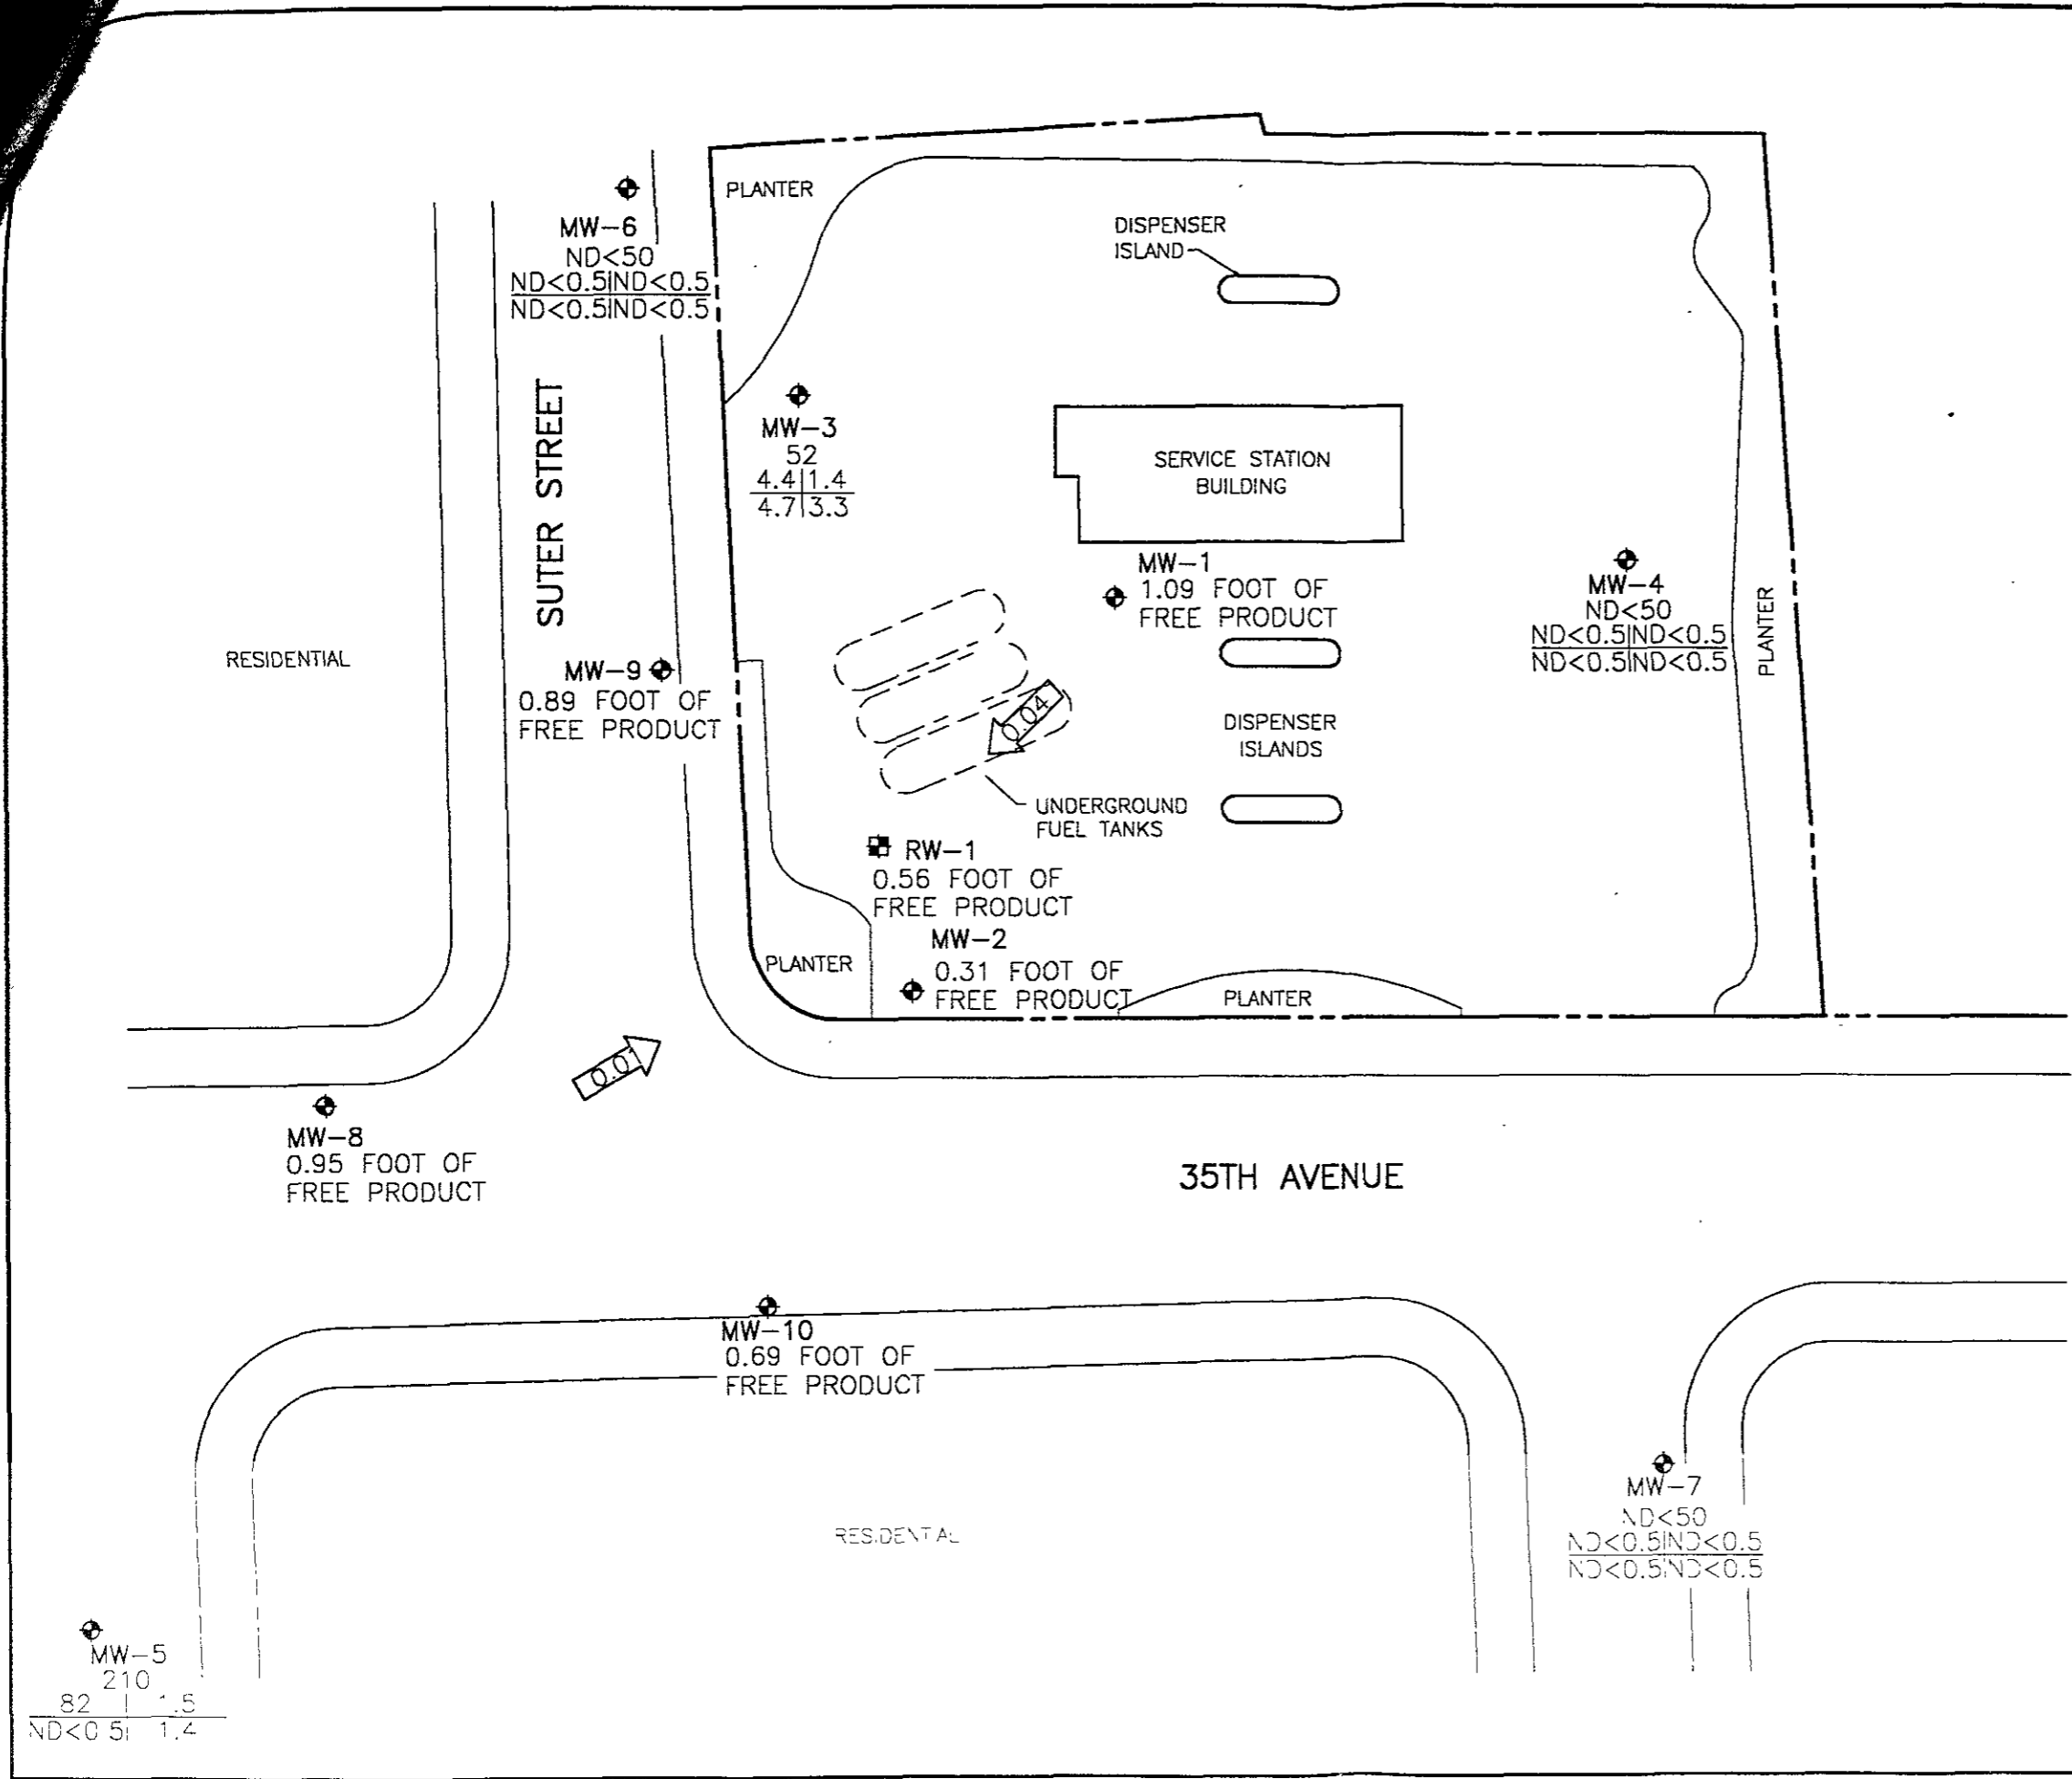 PLANTER
MW-6
ND<50
ND<0.5|ND<0.5
ND<0.5|ND<0.5
DISPENSER
ISLAND
SUTER STREET
MW-3
52
4.4|1.4
4.7|3.3
SERVICE STATION
BUILDING
MW-1
1.09 FOOT OF
FREE PRODUCT
MW-4
ND<50
ND<0.5|ND<0.5
ND<0.5|ND<0.5
PLANTER
RESIDENTIAL
MW-9
0.89 FOOT OF
FREE PRODUCT
0.04
DISPENSER
ISLANDS
UNDERGROUND
FUEL TANKS
RW-1
0.56 FOOT OF
FREE PRODUCT
MW-2
0.31 FOOT OF
FREE PRODUCT
PLANTER
PLANTER
0.01
MW-8
0.95 FOOT OF
FREE PRODUCT
35TH AVENUE
MW-10
0.69 FOOT OF
FREE PRODUCT
MW-7
ND<50
ND<0.5|ND<0.5
ND<0.5|ND<0.5
RESIDENTIAL
MW-5
210
82 | 1.5
ND<0.5| 1.4